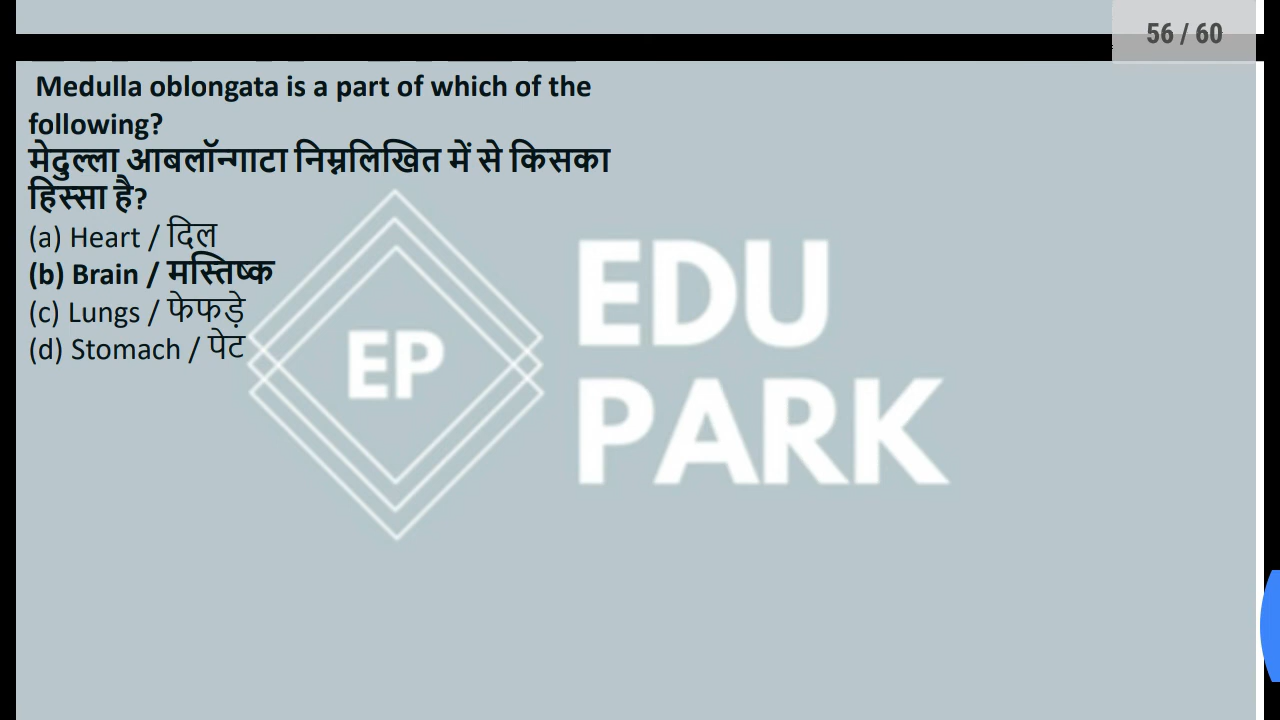 56 / 60
Medulla oblongata is a part of which of the
following?
मेदुल्ला आबलॉन्गाटा निम्नलिखित में से किसका
हिस्सा है?
(a) Heart / दिल
(b) Brain / मस्तिष्क
(c) Lungs / फेफड़े
(d) Stomach / पेट
EP
EDU
PARK